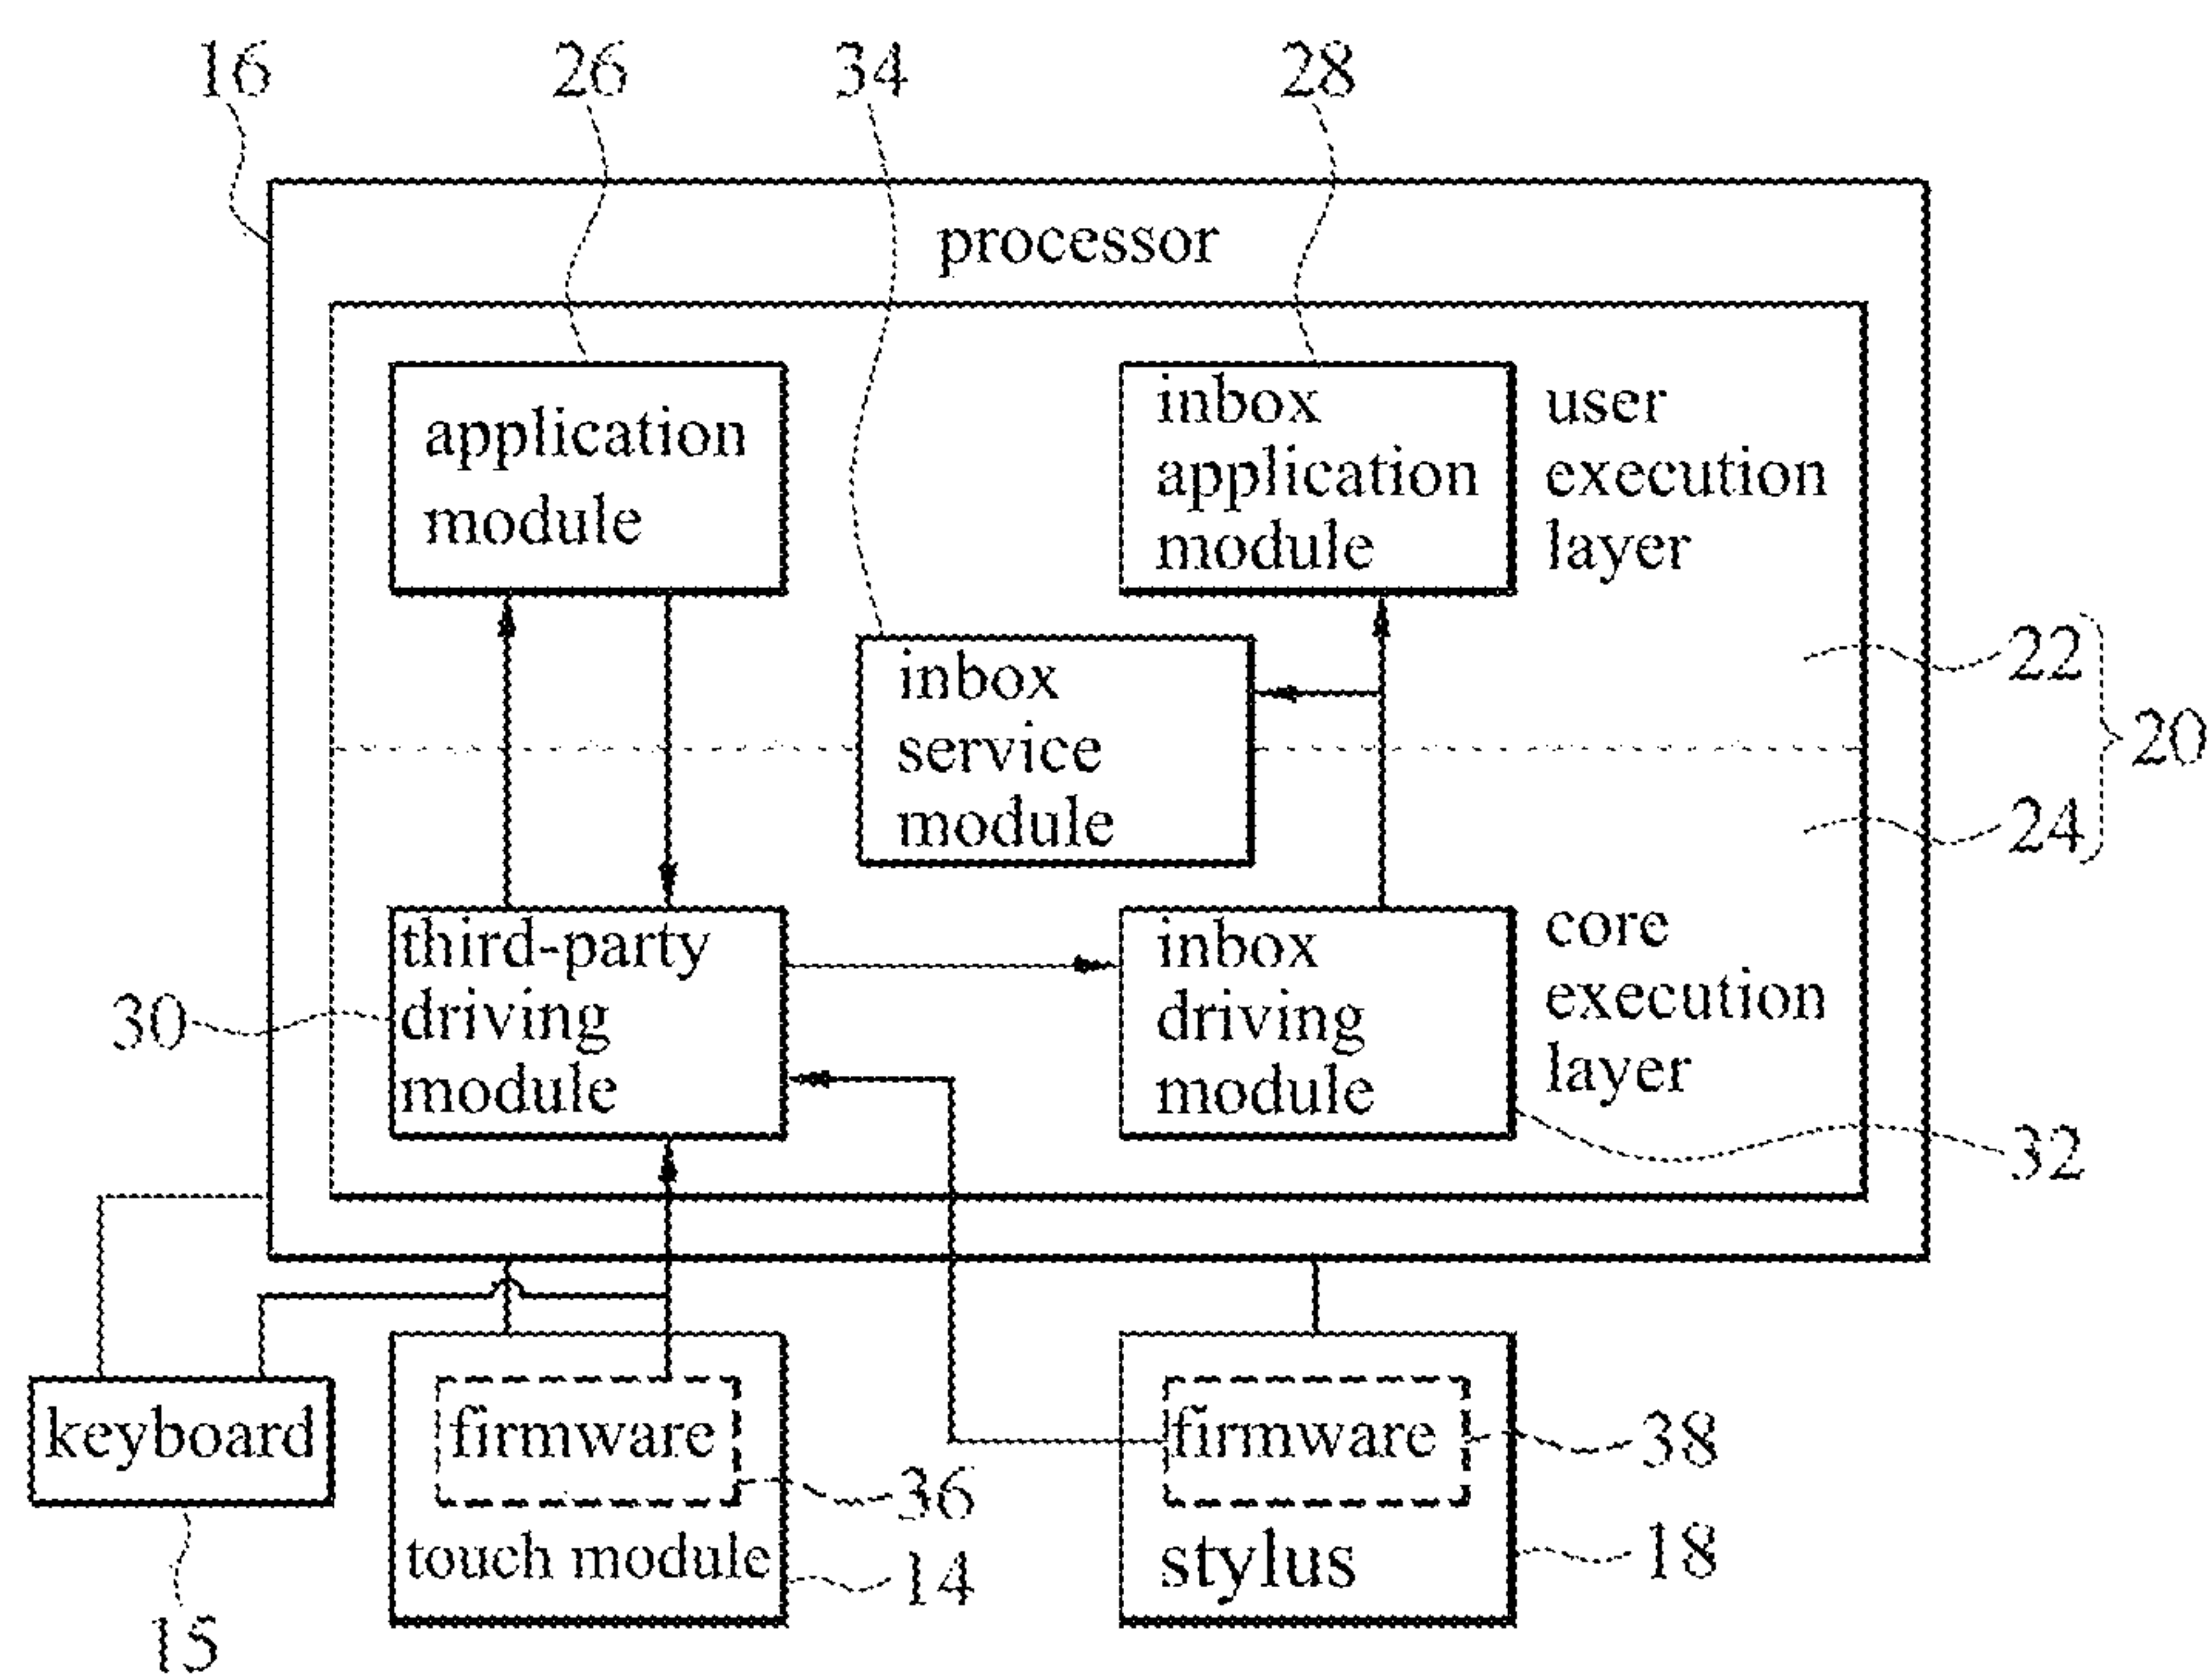 16
26
34
28
processor
application
module
inbox
application
module
user
execution
layer
inbox
service
module
22
20
24
third-party
driving
module
30
inbox
driving
module
core
execution
layer
32
keyboard
15
firmware
36
touch module
14
firmware
38
stylus
18